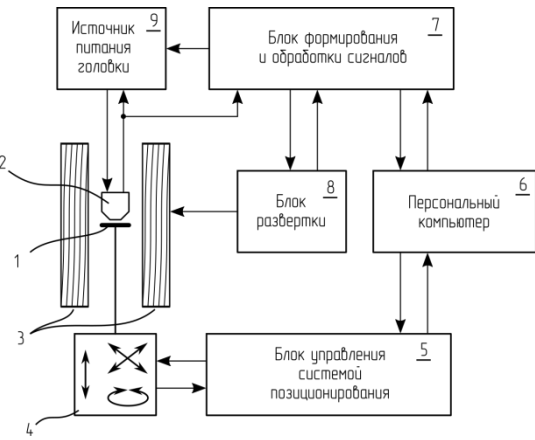 9
Источник
питания
головки
7
Блок формирования
и обработки сигналов
2
1
3
8
Блок
развертки
6
Персональный
компьютер
4
5
Блок управления
системой
позиционирования